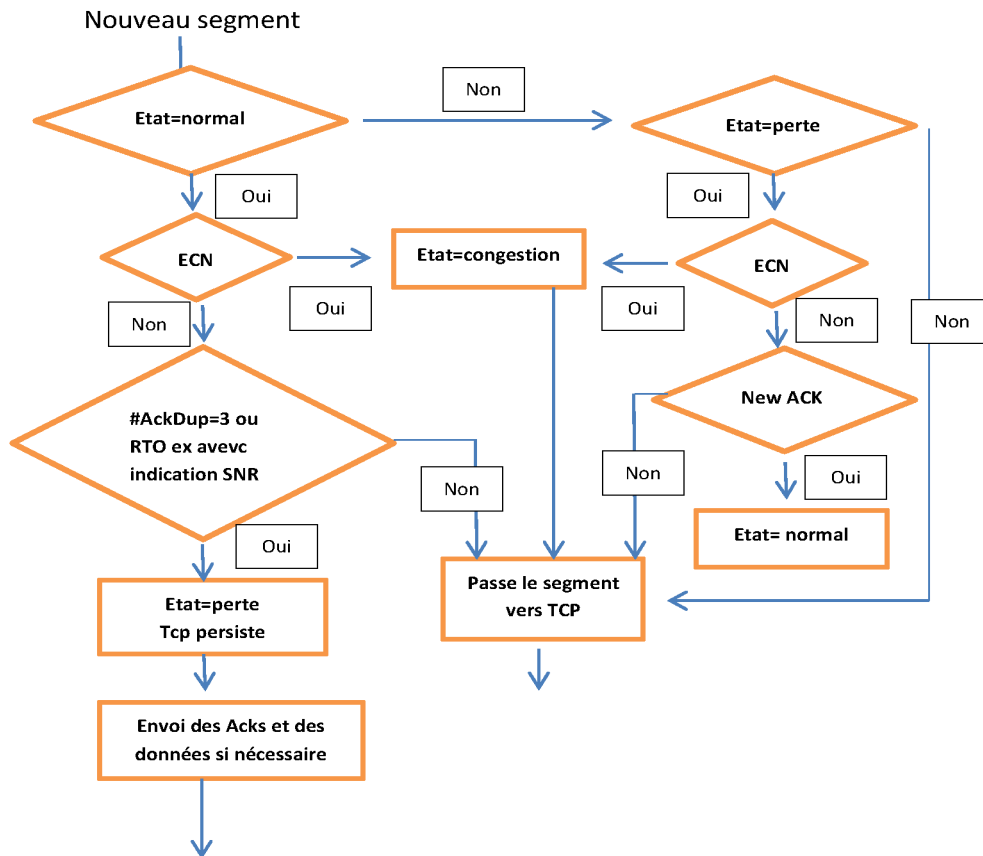 Nouveau segment
Etat=normal
Non
Etat=perte
Oui
Oui
ECN
Etat=congestion
ECN
Non
Oui
Oui
Non
Non
#AckDup=3 ou
RTO ex avevc
indication SNR
New ACK
Non
Non
Oui
Oui
Etat= normal
Etat=perte
Tcp persiste
Passe le segment
vers TCP
Envoi des Acks et des
données si nécessaire